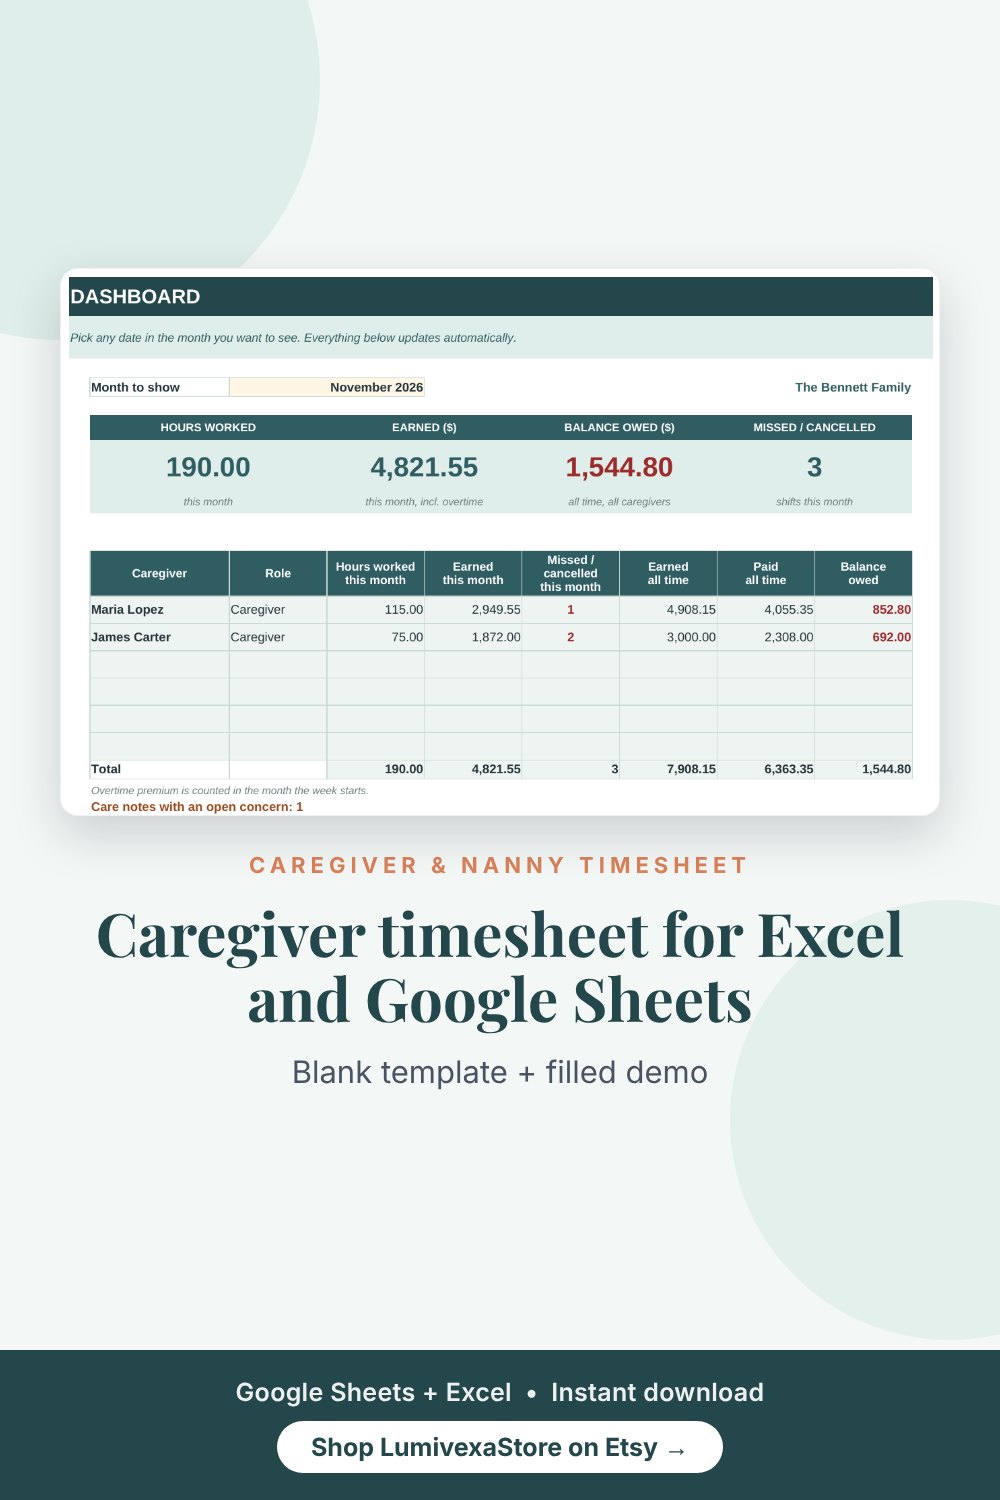 DASHBOARD
Pick any date in the month you want to see. Everything below updates automatically.
Month to show November 2026 The Bennett Family
HOURS WORKED EARNED ($) BALANCE OWED ($) MISSED / CANCELLED
190.00 4,821.55 1,544.80 3
this month this month, incl. overtime all time, all caregivers shifts this month
Caregiver Role Hours worked this month Earned this month Missed / cancelled this month Earned all time Paid all time Balance owed
Maria Lopez Caregiver 115.00 2,949.55 1 4,908.15 4,055.35 852.80
James Carter Caregiver 75.00 1,872.00 2 3,000.00 2,308.00 692.00
Total 190.00 4,821.55 3 7,908.15 6,363.35 1,544.80
Overtime premium is counted in the month the week starts.
Care notes with an open concern: 1
CAREGIVER & NANNY TIMESHEET
Caregiver timesheet for Excel
and Google Sheets
Blank template + filled demo
Google Sheets + Excel • Instant download
Shop LumivexaStore on Etsy →